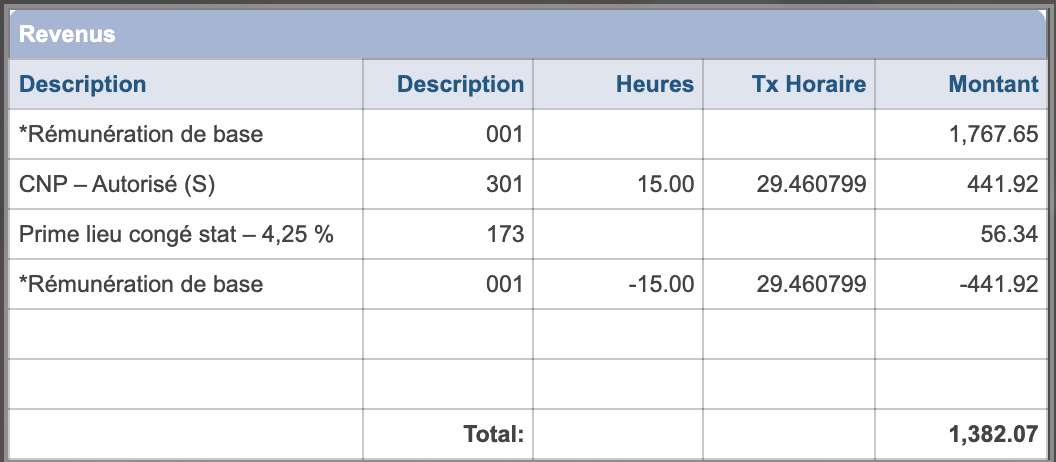 Revenus
Description Description Heures Tx Horaire Montant
*Rémunération de base 001 1,767.65
CNP – Autorisé (S) 301 15.00 29.460799 441.92
Prime lieu congé stat – 4,25 % 173 56.34
*Rémunération de base 001 -15.00 29.460799 -441.92
Total: 1,382.07